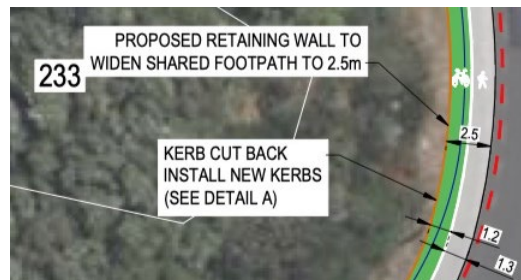 PROPOSED RETAINING WALL TO
WIDEN SHARED FOOTPATH TO 2.5m
233
2.5
KERB CUT BACK
INSTALL NEW KERBS
(SEE DETAIL A)
1.2
1.3